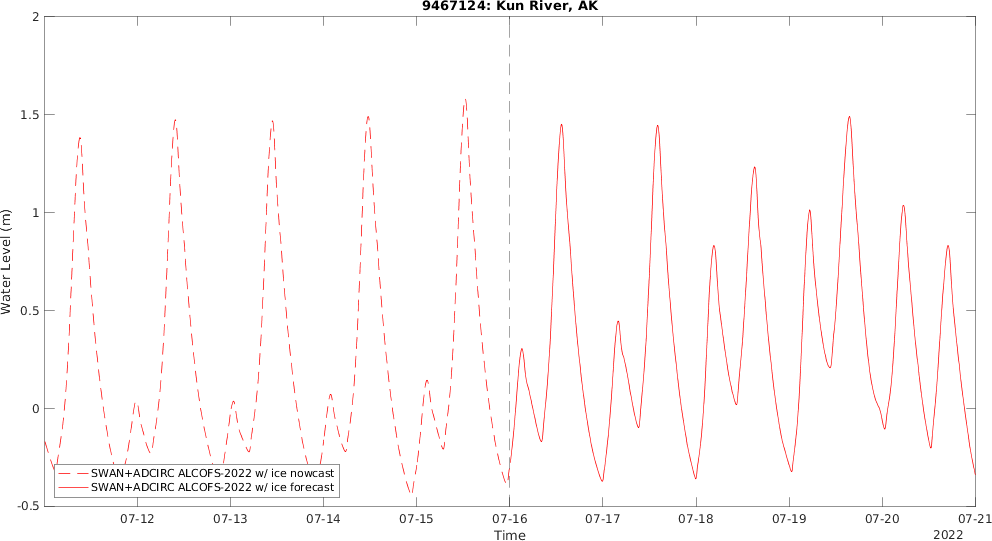 9467124: Kun River, AK
2
1.5
1
0.5
0
-0.5
Water Level (m)
SWAN+ADCIRC ALCOFS-2022 w/ ice nowcast
SWAN+ADCIRC ALCOFS-2022 w/ ice forecast
07-12 07-13 07-14 07-15 07-16 07-17 07-18 07-19 07-20 07-21
Time
2022